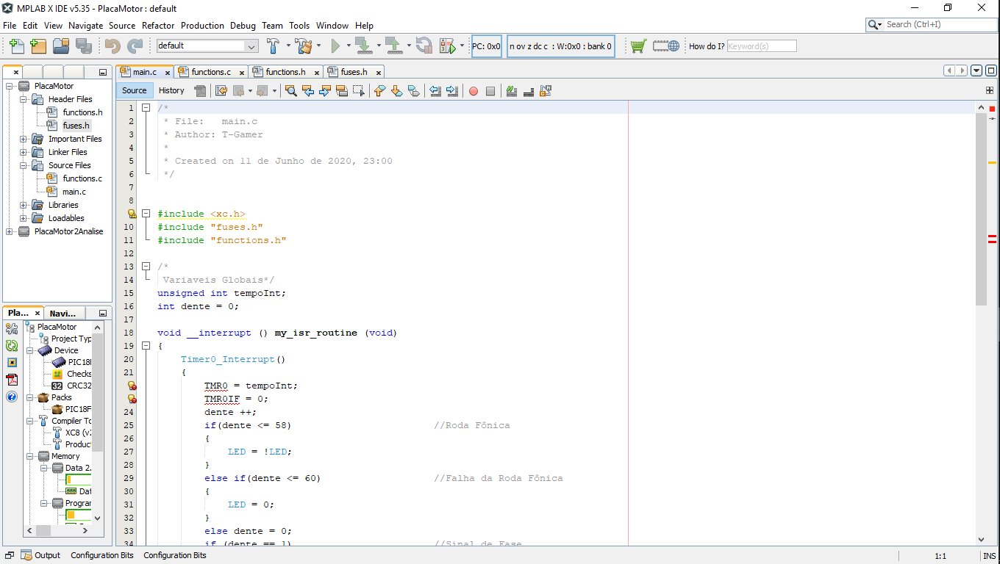 MPLAB X IDE v5.35 - PlacaMotor : default
File Edit View Navigate Source Refactor Production Debug Team Tools Window Help
Search (Ctrl+I)
default
PC: 0x0
n ov z dc c : W:0x0 : bank 0
How do I?
Keyword(s)
PlacaMotor
Header Files
functions.h
fuses.h
Important Files
Linker Files
Source Files
functions.c
main.c
Libraries
Loadables
PlacaMotor2Analise
Pla... x Navi...
PlacaMotor
Project Typ
Device
PIC18
Checks
CRC32
Packs
PIC18F
Compiler To
XC8 (v
Produc
Memory
Data 2.
Dat
Progra
main.c x functions.c x functions.h x fuses.h x
Source History
1 /*
2 * File: main.c
3 * Author: T-Gamer
4 *
5 * Created on 11 de Junho de 2020, 23:00
6 */
7
8
#include <xc.h>
10 #include "fuses.h"
11 #include "functions.h"
12
13 /*
14 Variaveis Globais*/
15 unsigned int tempoInt;
16 int dente = 0;
17
18 void __interrupt () my_isr_routine (void)
19 {
20 Timer0_Interrupt()
21 {
TMR0 = tempoInt;
TMR0IF = 0;
24 dente ++;
25 if(dente <= 58) //Roda Fônica
26 {
27 LED = !LED;
28 }
29 else if(dente <= 60) //Falha da Roda Fônica
30 {
31 LED = 0;
32 }
33 else dente = 0;
34 if (dente == 1) //Sinal de Fase
Output Configuration Bits Configuration Bits
1:1 INS